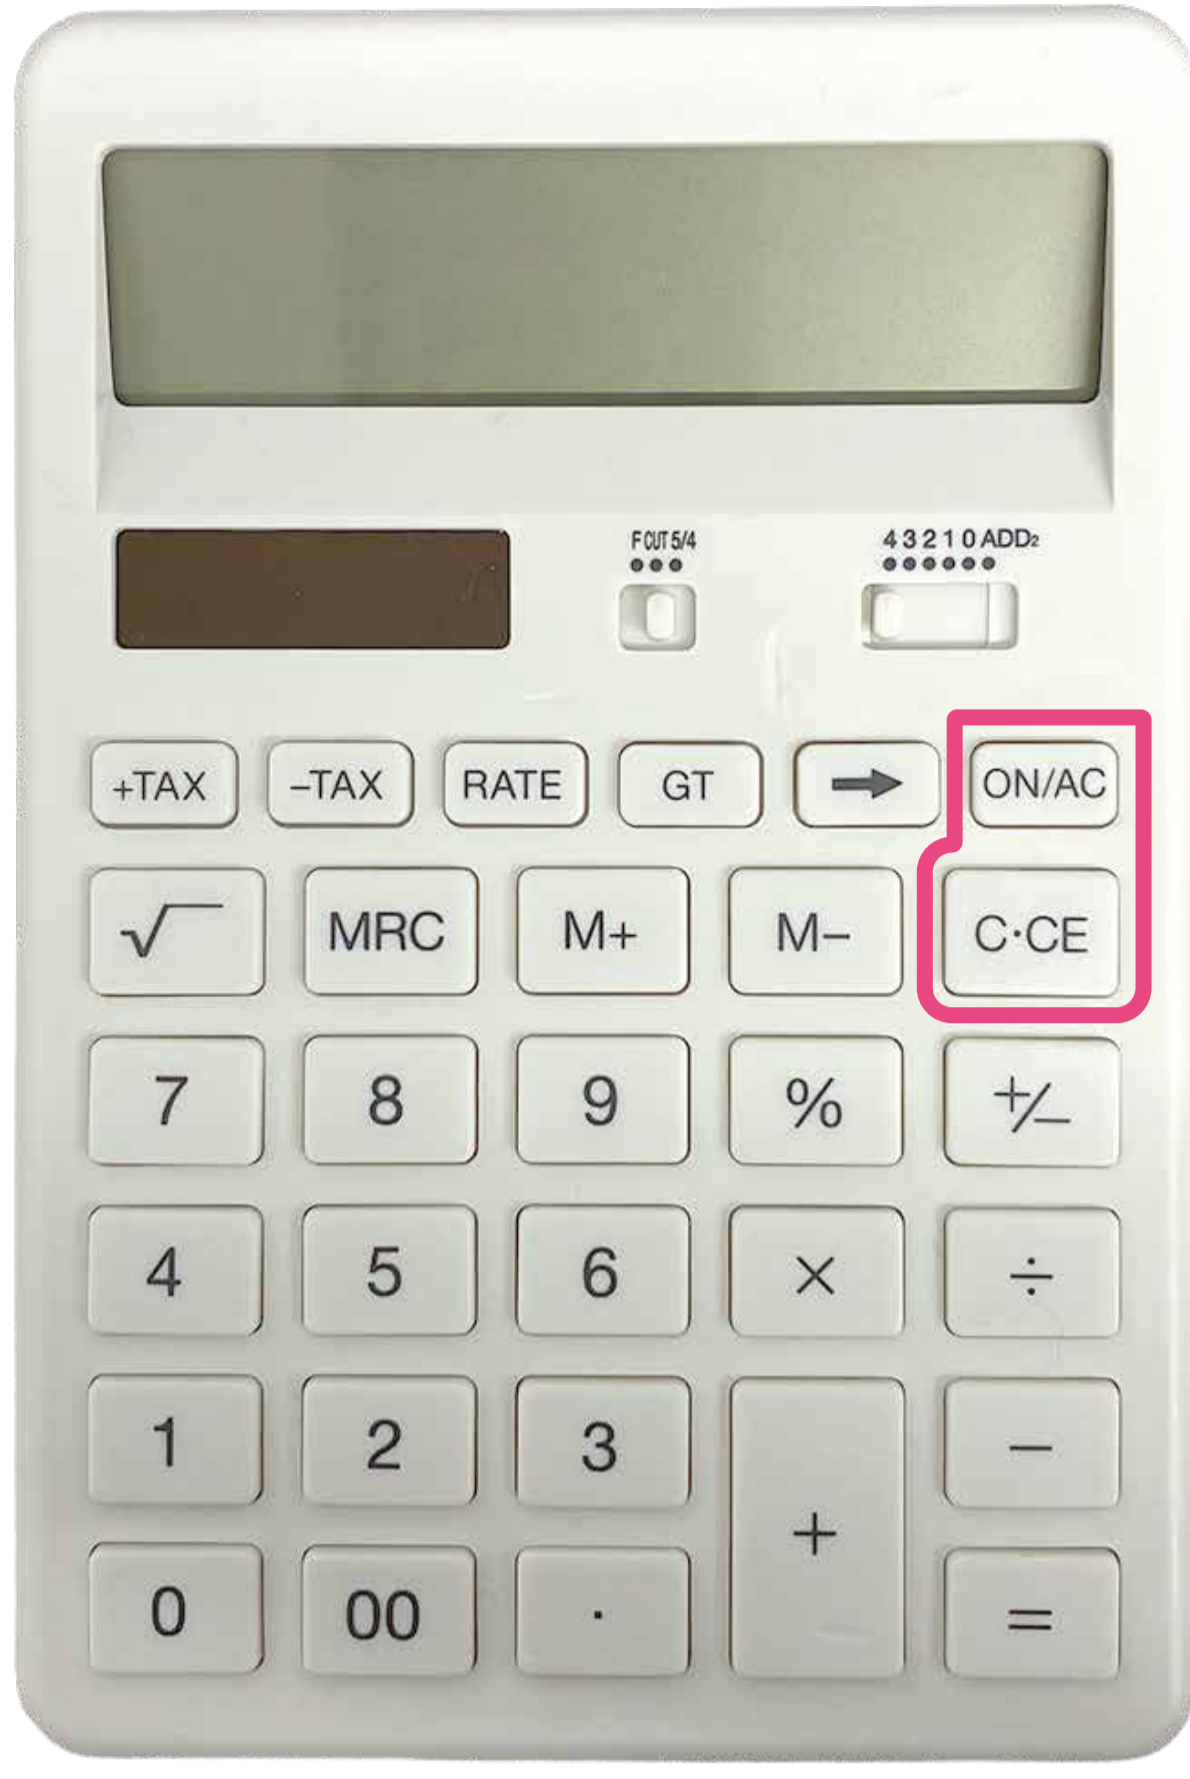 F CUT 5/4
4 3 2 1 0 ADD2
+TAX -TAX RATE GT ➡ ON/AC
√ MRC M+ M- C·CE
7 8 9 % +/-
4 5 6 × ÷
1 2 3 −
+
0 00 . =